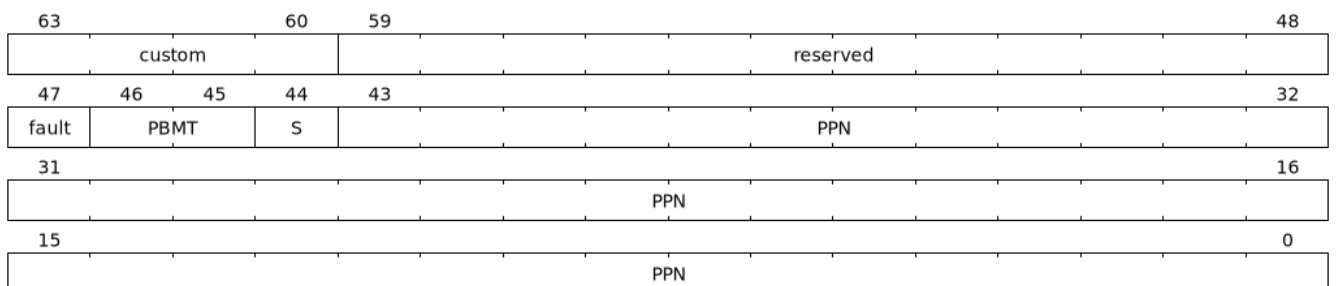 63 60 59 48
custom reserved
47 46 45 44 43 32
fault PBMT S PPN
31 16
PPN
15 0
PPN